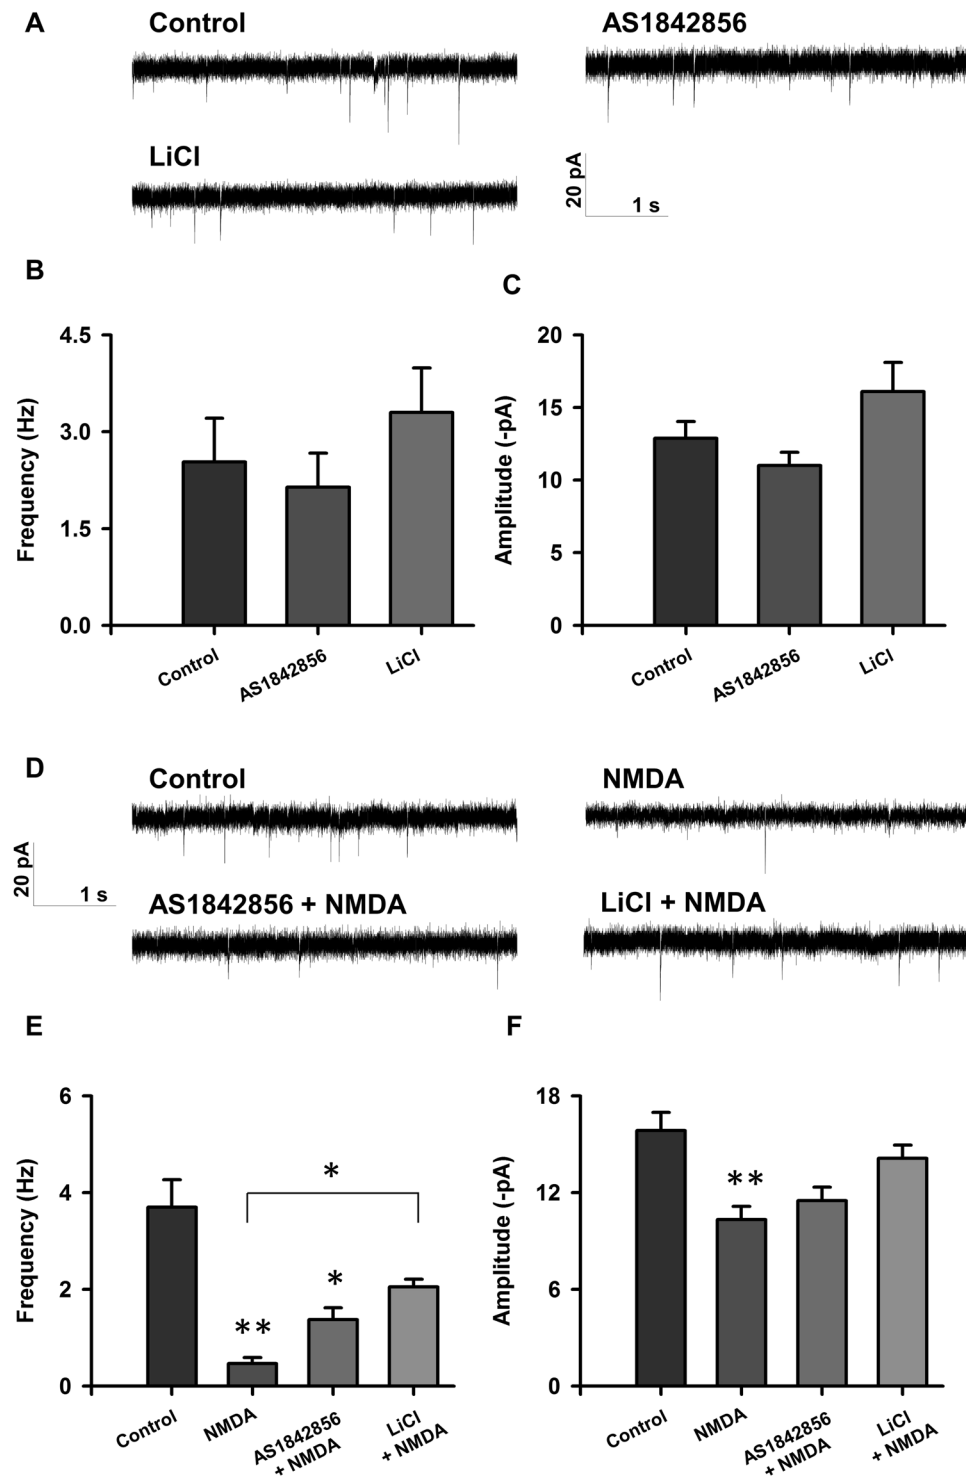 A
Control
AS1842856
LiCl
20 pA
1 s
B
C
4.5
3.0
1.5
0.0
Frequency (Hz)
Control
AS1842856
LiCl
20
15
10
5
0
Amplitude (-pA)
Control
AS1842856
LiCl
D
Control
NMDA
20 pA
1 s
AS1842856 + NMDA
LiCl + NMDA
E
F
6
4
2
0
Frequency (Hz)
*
**
*
Control
NMDA
AS1842856
+ NMDA
LiCl
+ NMDA
18
12
6
0
Amplitude (-pA)
**
Control
NMDA
AS1842856
+ NMDA
LiCl
+ NMDA